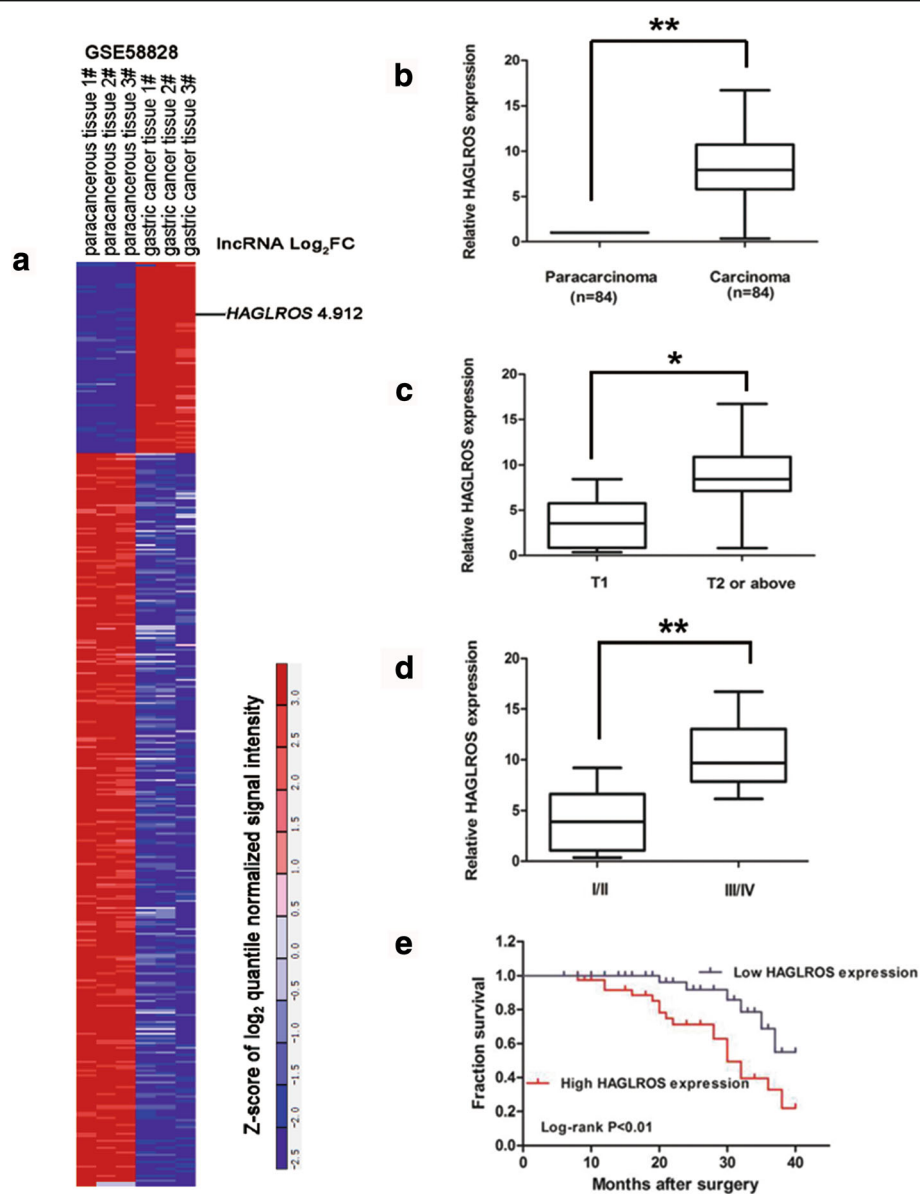 a
GSE58828
paracancerous tissue 1#
paracancerous tissue 2#
paracancerous tissue 3#
gastric cancer tissue 1#
gastric cancer tissue 2#
gastric cancer tissue 3#
lncRNA Log2FC
HAGLROS 4.912
Z-score of log2 quantile normalized signal intensity
3.0
2.5
2.0
1.5
1.0
0.5
0.0
−0.5
−1.0
−1.5
−2.0
−2.5
b
**
Relative HAGLROS expression
20
15
10
5
0
Paracarcinoma
(n=84)
Carcinoma
(n=84)
c
*
Relative HAGLROS expression
20
15
10
5
0
T1
T2 or above
d
**
Relative HAGLROS expression
20
15
10
5
0
I/II
III/IV
e
Fraction survival
1.2
1.0
0.8
0.6
0.4
0.2
0.0
Low HAGLROS expression
High HAGLROS expression
Log-rank P<0.01
0
10
20
30
40
Months after surgery